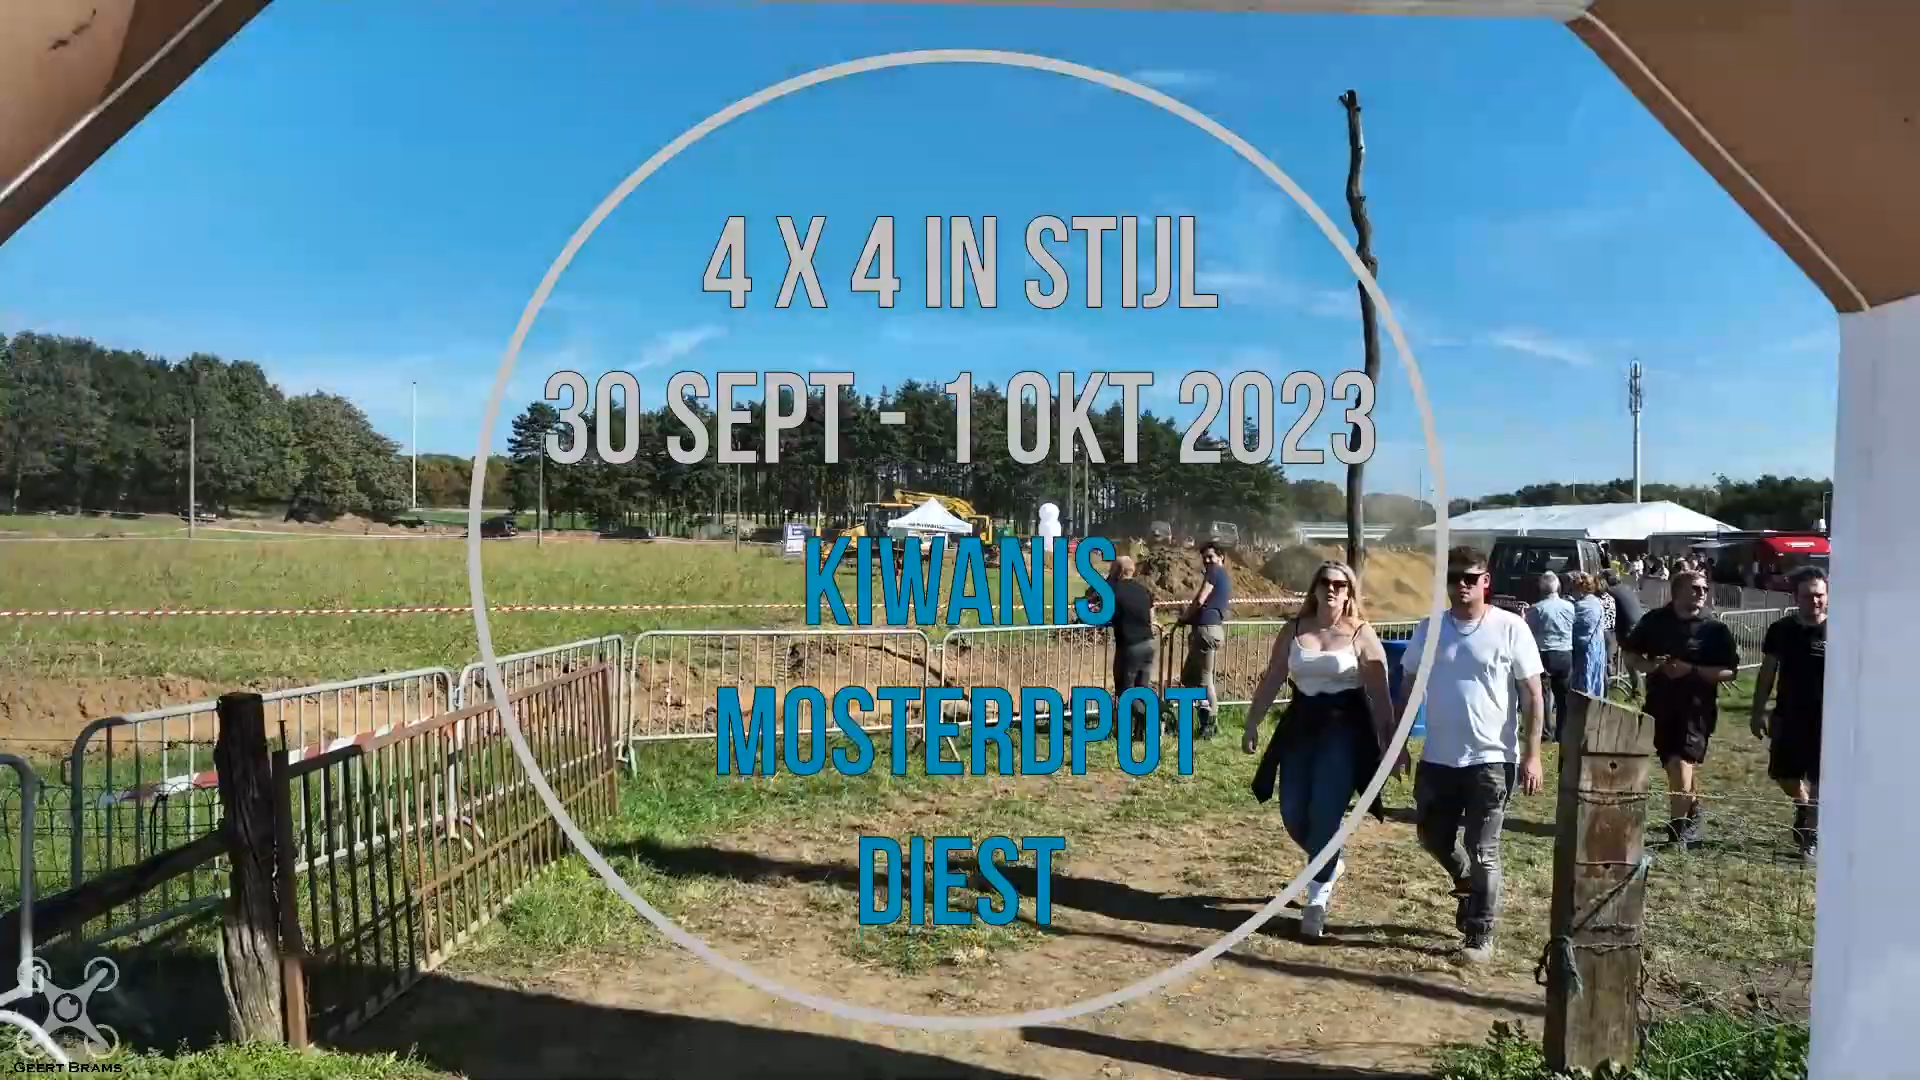 4 X 4 IN STIJL
30 SEPT - 1 OKT 2023
KIWANIS
MOSTERDPOT
DIEST
GEERT BRAMS